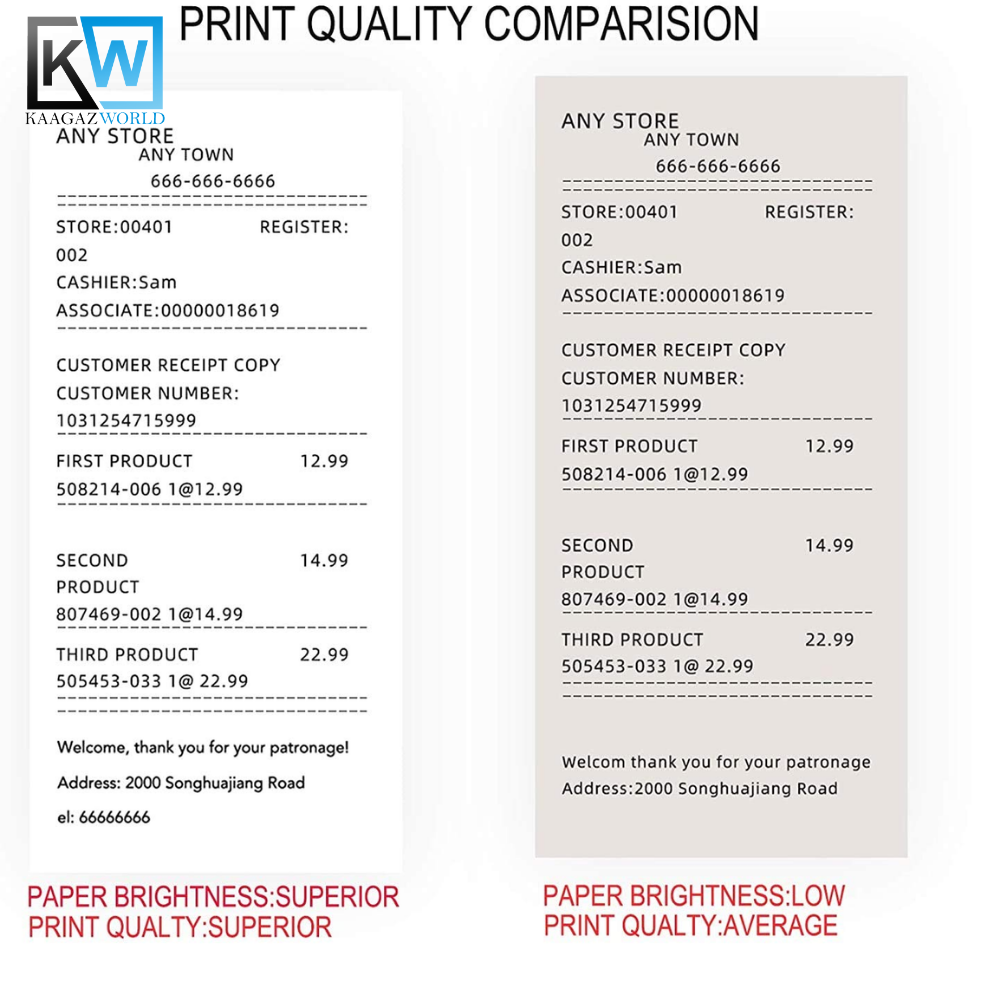 PRINT QUALITY COMPARISION
KW
KAAGAZWORLD
ANY STORE
ANY TOWN
666-666-6666
STORE:00401 REGISTER:
002
CASHIER:Sam
ASSOCIATE:00000018619
CUSTOMER RECEIPT COPY
CUSTOMER NUMBER:
1031254715999
FIRST PRODUCT 12.99
508214-006 1@12.99
SECOND 14.99
PRODUCT
807469-002 1@14.99
THIRD PRODUCT 22.99
505453-033 1@ 22.99
Welcome, thank you for your patronage!
Address: 2000 Songhuajiang Road
el: 66666666
PAPER BRIGHTNESS:SUPERIOR
PRINT QUALTY:SUPERIOR
ANY STORE
ANY TOWN
666-666-6666
STORE:00401 REGISTER:
002
CASHIER:Sam
ASSOCIATE:00000018619
CUSTOMER RECEIPT COPY
CUSTOMER NUMBER:
1031254715999
FIRST PRODUCT 12.99
508214-006 1@12.99
SECOND 14.99
PRODUCT
807469-002 1@14.99
THIRD PRODUCT 22.99
505453-033 1@ 22.99
Welcom thank you for your patronage
Address:2000 Songhuajiang Road
PAPER BRIGHTNESS:LOW
PRINT QUALTY:AVERAGE